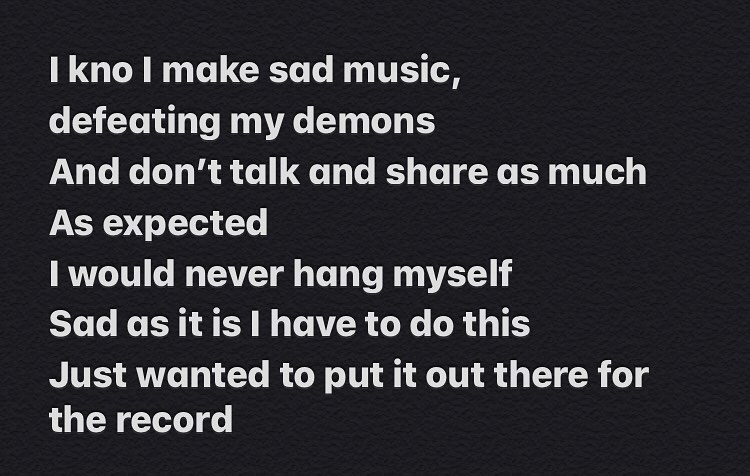 I kno I make sad music,
defeating my demons
And don’t talk and share as much
As expected
I would never hang myself
Sad as it is I have to do this
Just wanted to put it out there for
the record